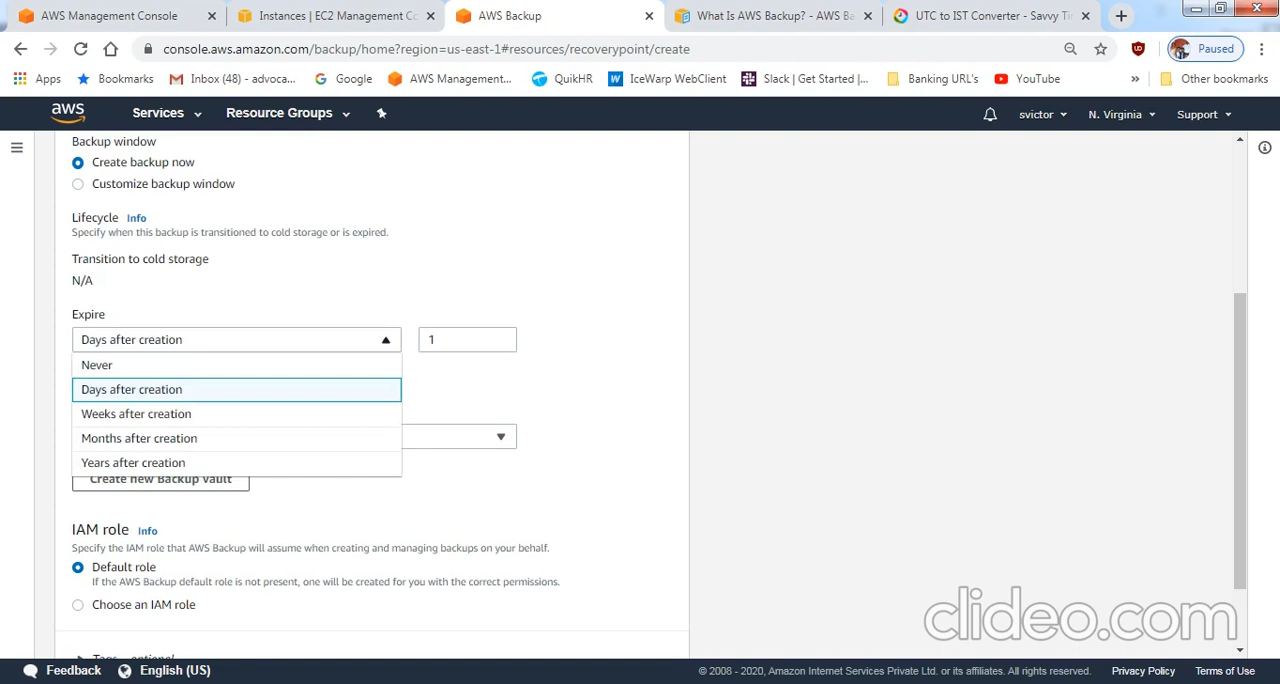 AWS Management Console
Instances | EC2 Management Co
AWS Backup
What Is AWS Backup? - AWS Ba
UTC to IST Converter - Savvy Tim
console.aws.amazon.com/backup/home?region=us-east-1#resources/recoverypoint/create
Paused
Apps
Bookmarks
Inbox (48) - advoca...
Google
AWS Management...
QuikHR
IceWarp WebClient
Slack | Get Started |...
Banking URL's
YouTube
»
Other bookmarks
aws
Services
Resource Groups
svictor
N. Virginia
Support
Backup window
Create backup now
Customize backup window
Lifecycle Info
Specify when this backup is transitioned to cold storage or is expired.
Transition to cold storage
N/A
Expire
Days after creation
1
Never
Days after creation
Weeks after creation
Months after creation
Years after creation
Create new Backup vault
IAM role Info
Specify the IAM role that AWS Backup will assume when creating and managing backups on your behalf.
Default role
If the AWS Backup default role is not present, one will be created for you with the correct permissions.
Choose an IAM role
Tags - optional
clideo.com
Feedback
English (US)
© 2008 - 2020, Amazon Internet Services Private Ltd. or its affiliates. All rights reserved.
Privacy Policy
Terms of Use